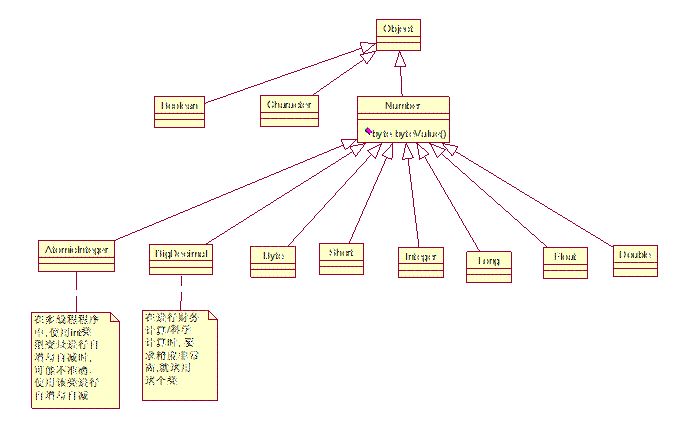 Object
Boolean
Character
Number
byte byteValue()
AtomicInteger
BigDecimal
Byte
Short
Integer
Long
Float
Double
在多线程程序
中,使用int类
型变量进行自
增与自减时,
可能不准确.
使用该类进行
自增与自减
在进行财务
计算/科学
计算时, 要
求精度非常
高,就该用
这个类